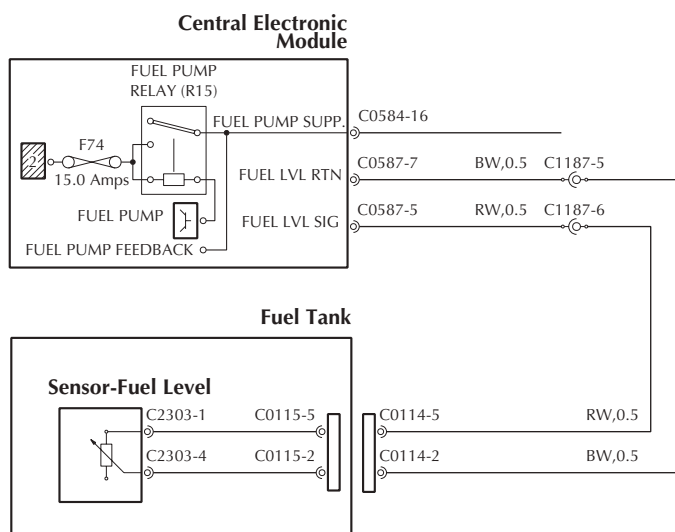 Central Electronic
Module
FUEL PUMP
RELAY (R15)
FUEL PUMP SUPP.
C0584-16
2
F74
15.0 Amps
FUEL LVL RTN
C0587-7
BW,0.5
C1187-5
FUEL PUMP
FUEL LVL SIG
C0587-5
RW,0.5
C1187-6
FUEL PUMP FEEDBACK
Fuel Tank
Sensor-Fuel Level
C2303-1
C0115-5
C0114-5
RW,0.5
C2303-4
C0115-2
C0114-2
BW,0.5